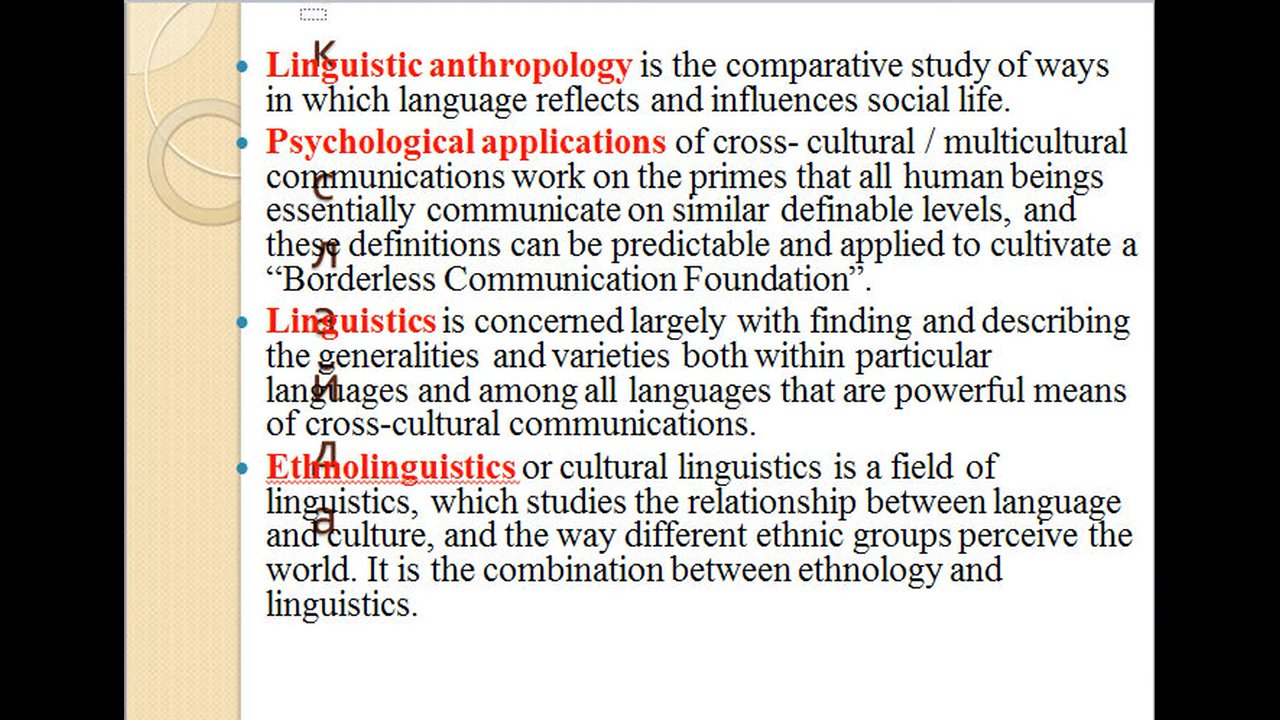 Linguistic anthropology is the comparative study of ways
in which language reflects and influences social life.
Psychological applications of cross- cultural / multicultural
communications work on the primes that all human beings
essentially communicate on similar definable levels, and
these definitions can be predictable and applied to cultivate a
“Borderless Communication Foundation”.
Linguistics is concerned largely with finding and describing
the generalities and varieties both within particular
languages and among all languages that are powerful means
of cross-cultural communications.
Ethnolinguistics or cultural linguistics is a field of
linguistics, which studies the relationship between language
and culture, and the way different ethnic groups perceive the
world. It is the combination between ethnology and
linguistics.
к
с
л
а
й
д
а